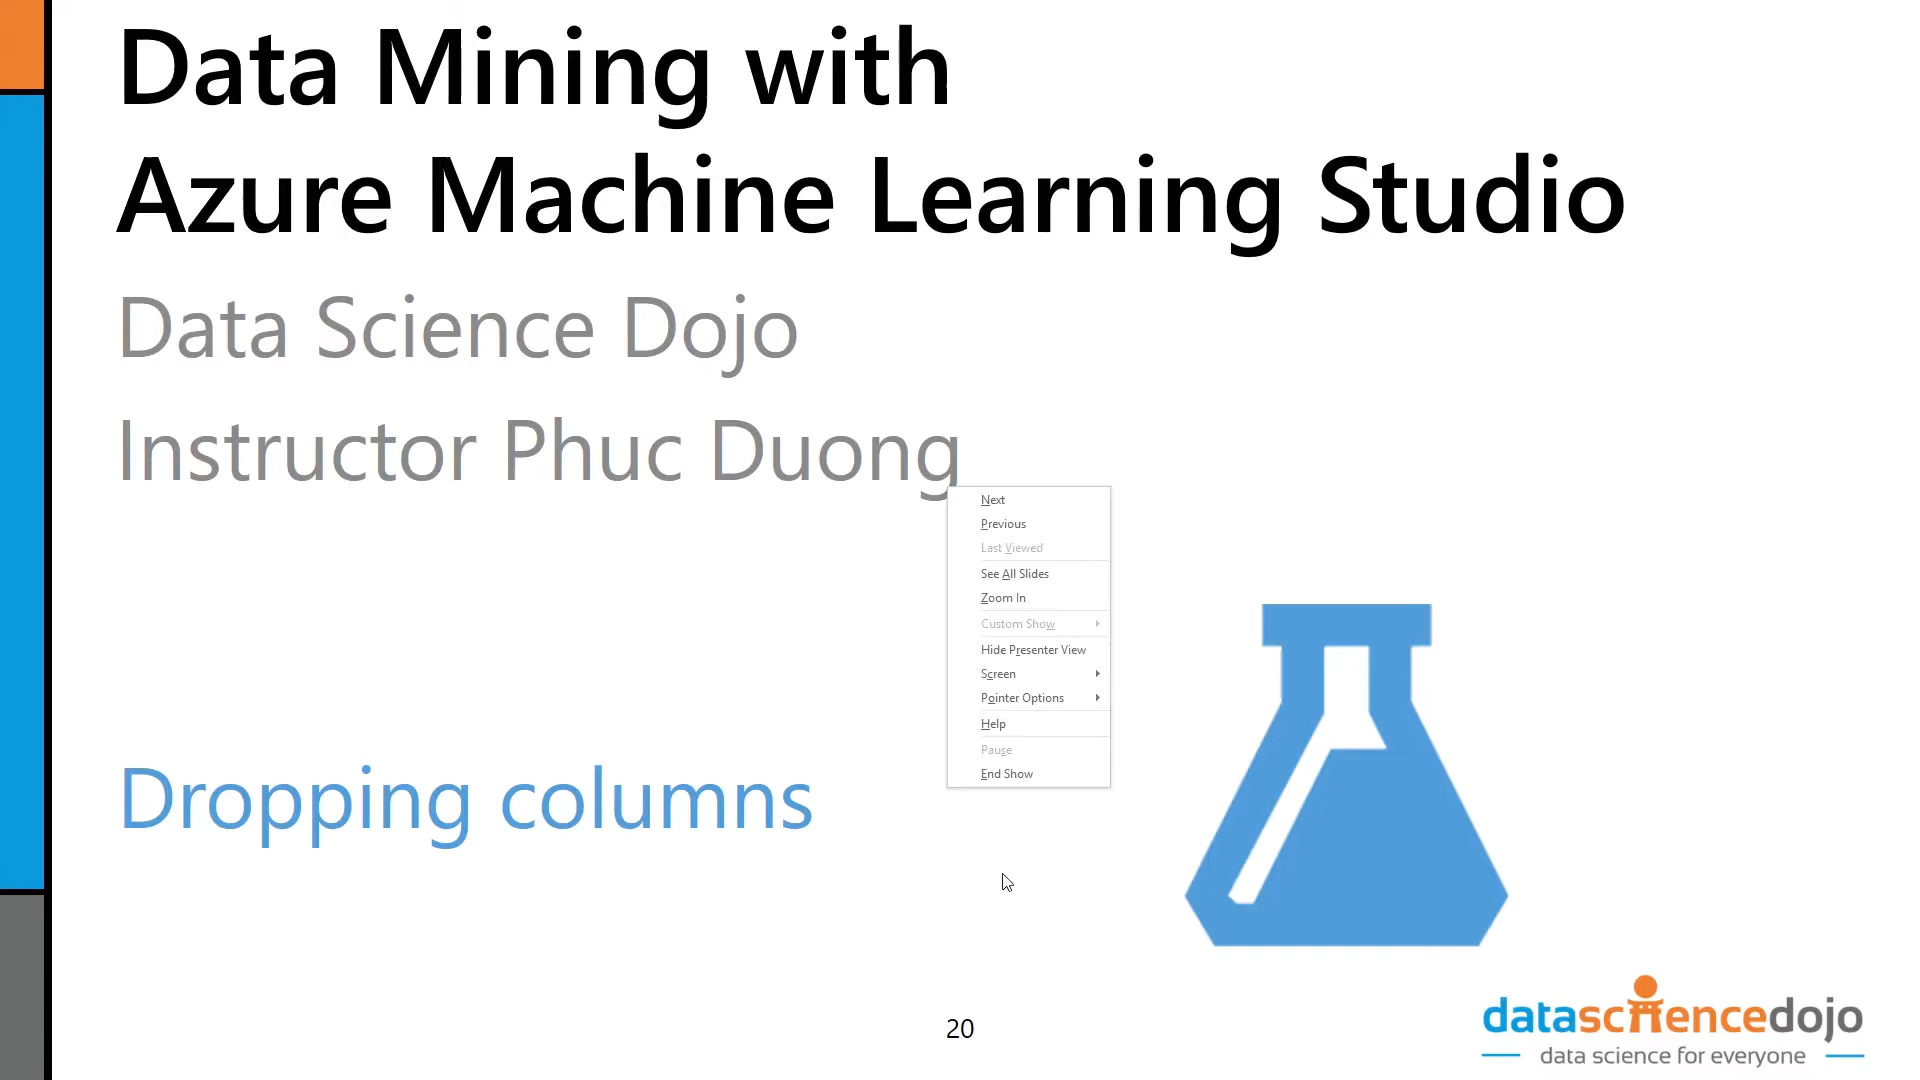 Data Mining with
Azure Machine Learning Studio
Data Science Dojo
Instructor Phuc Duong
Next
Previous
Last Viewed
See All Slides
Zoom In
Custom Show
Hide Presenter View
Screen
Pointer Options
Help
Pause
End Show
Dropping columns
20
datasciencedojo
data science for everyone